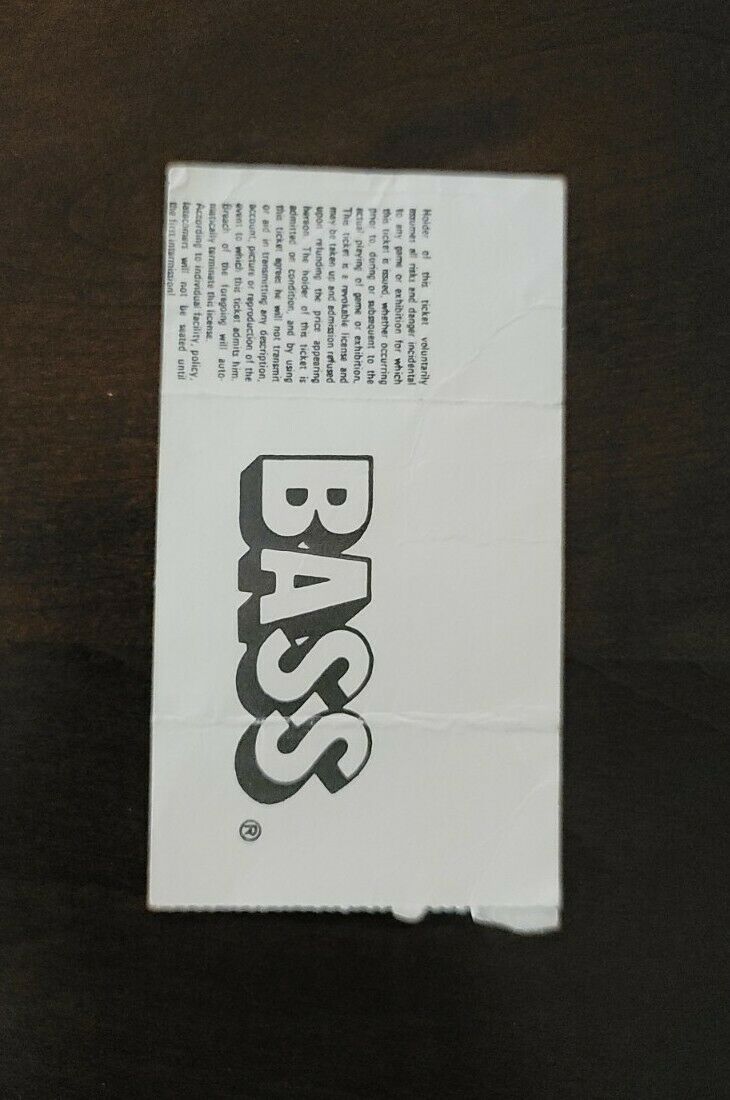 Holder of this ticket voluntarily
assumes all risks and danger incidental
to any game or exhibition for which
this ticket is issued, whether occurring
prior to, during or subsequent to the
actual playing of game or exhibition.
This ticket is a revokable license and
may be taken up and admission refused
upon refunding the price appearing
hereon. The holder of this ticket is
admitted on condition, and by using
this ticket agrees he will not transmit
or aid in transmitting any description,
account, picture or reproduction of the
event to which this ticket admits him.
Breach of the foregoing will auto-
matically terminate this license.
According to individual facility, policy,
latecomers will not be seated until
the first intermission!
BASS®